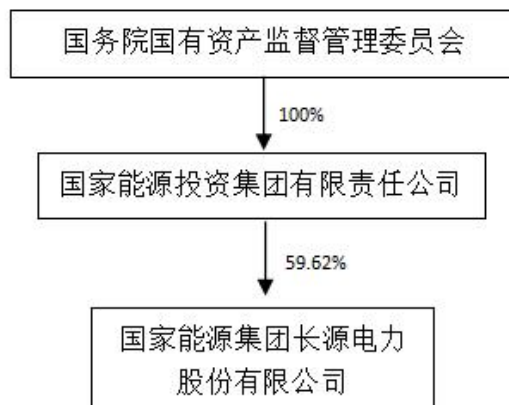 国务院国有资产监督管理委员会
100%
国家能源投资集团有限责任公司
59.62%
国家能源集团长源电力
股份有限公司